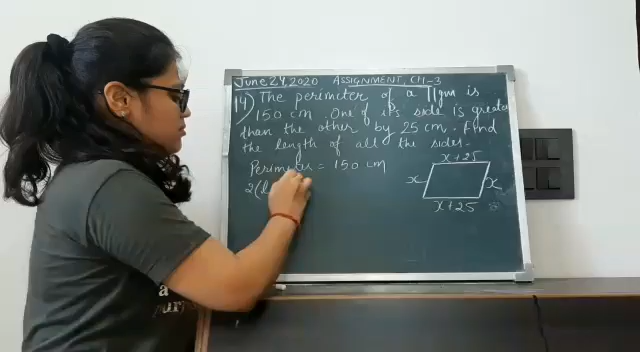 June 24, 2020 ASSIGNMENT, CH-3
14) The perimeter of a ||gm is
150 cm. One of its side is greater
than the other by 25 cm. Find
the length of all the sides.
x+25
Perimeter = 150 cm
x x
2(l
x+25